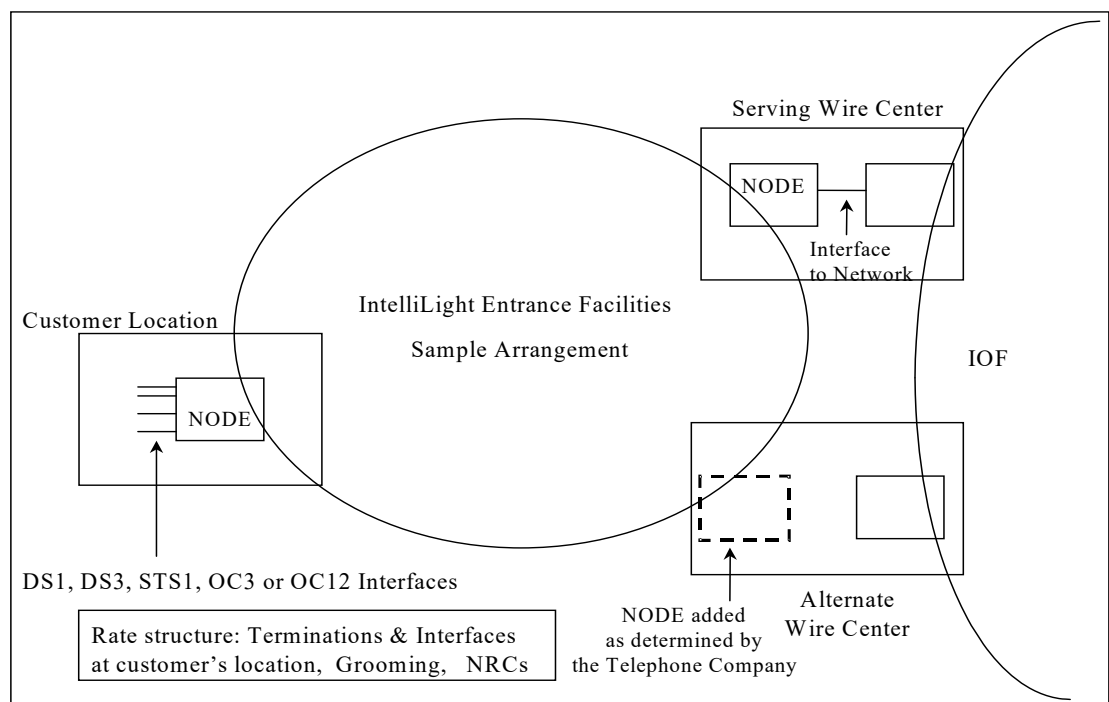 Serving Wire Center
NODE
Interface
to Network
IntelliLight Entrance Facilities
Sample Arrangement
Customer Location
IOF
NODE
DS1, DS3, STS1, OC3 or OC12 Interfaces
Rate structure: Terminations & Interfaces
at customer's location, Grooming, NRCs
NODE added
as determined by
the Telephone Company
Alternate
Wire Center